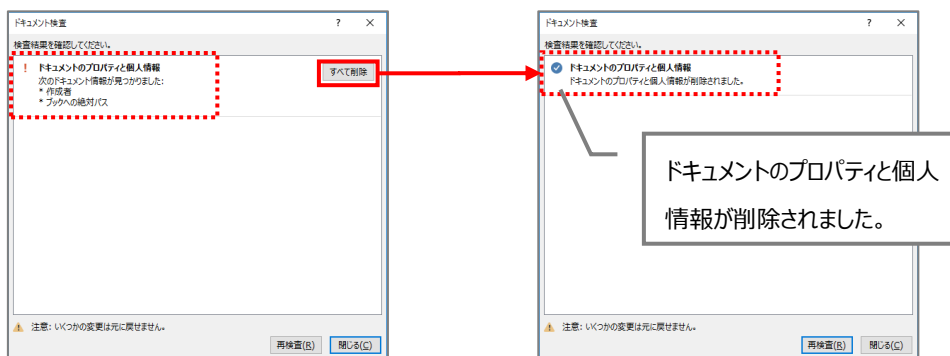 ドキュメント検査 ? ×
検査結果を確認してください。
! ドキュメントのプロパティと個人情報
すべて削除
次のドキュメント情報が見つかりました:
* 作成者
* ブックへの絶対パス
注意: いくつかの変更は元に戻せません。
再検査(R) 閉じる(C)
ドキュメント検査 ? ×
検査結果を確認してください。
ドキュメントのプロパティと個人情報
ドキュメントのプロパティと個人情報が削除されました。
ドキュメントのプロパティと個人
情報が削除されました。
注意: いくつかの変更は元に戻せません。
再検査(R) 閉じる(C)